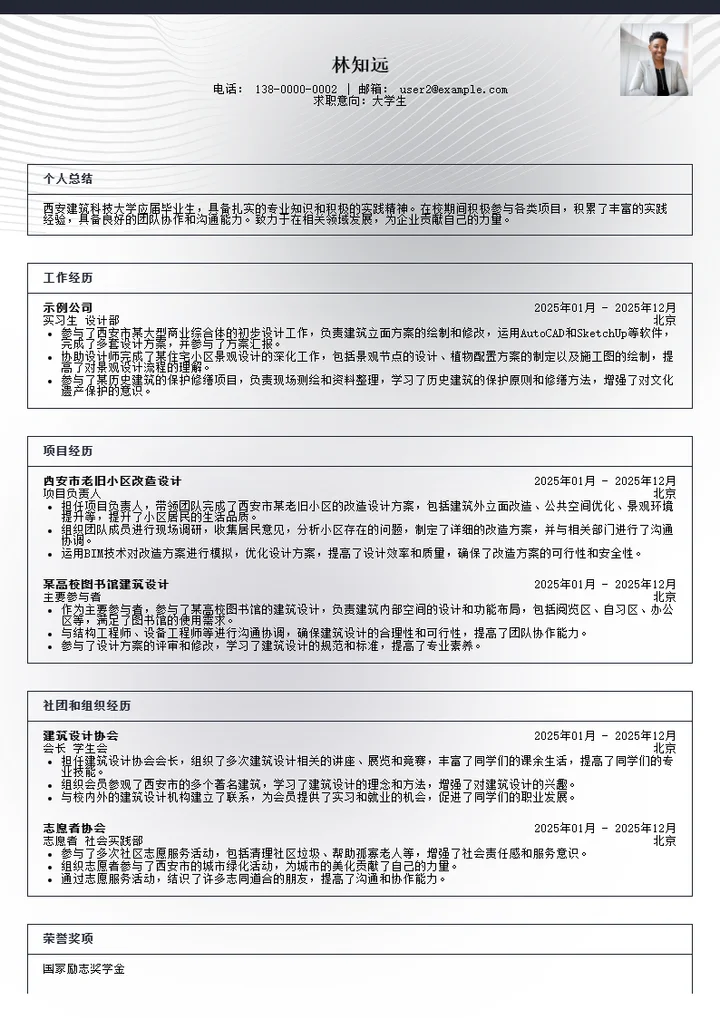 林知远
电话： 138-0000-0002 | 邮箱： user2@example.com
求职意向：大学生
个人总结
西安建筑科技大学应届毕业生，具备扎实的专业知识和积极的实践精神。在校期间积极参与各类项目，积累了丰富的实践
经验，具备良好的团队协作和沟通能力。致力于在相关领域发展，为企业贡献自己的力量。
工作经历
示例公司 2025年01月 - 2025年12月
实习生 设计部 北京
• 参与了西安市某大型商业综合体的初步设计工作，负责建筑立面方案的绘制和修改，运用AutoCAD和SketchUp等软件，
完成了多套设计方案，并参与了方案汇报。
• 协助设计师完成了某住宅小区景观设计的深化工作，包括景观节点的设计、植物配置方案的制定以及施工图的绘制，提
高了对景观设计流程的理解。
• 参与了某历史建筑的保护修缮项目，负责现场测绘和资料整理，学习了历史建筑的保护原则和修缮方法，增强了对文化
遗产保护的意识。
项目经历
西安市老旧小区改造设计 2025年01月 - 2025年12月
项目负责人 北京
• 担任项目负责人，带领团队完成了西安市某老旧小区的改造设计方案，包括建筑外立面改造、公共空间优化、景观环境
提升等，提升了小区居民的生活品质。
• 组织团队成员进行现场调研，收集居民意见，分析小区存在的问题，制定了详细的改造方案，并与相关部门进行了沟通
协调。
• 运用BIM技术对改造方案进行模拟，优化设计方案，提高了设计效率和质量，确保了改造方案的可行性和安全性。
某高校图书馆建筑设计 2025年01月 - 2025年12月
主要参与者 北京
• 作为主要参与者，参与了某高校图书馆的建筑设计，负责建筑内部空间的设计和功能布局，包括阅览区、自习区、办公
区等，满足了图书馆的使用需求。
• 与结构工程师、设备工程师等进行沟通协调，确保建筑设计的合理性和可行性，提高了团队协作能力。
• 参与了设计方案的评审和修改，学习了建筑设计的规范和标准，提高了专业素养。
社团和组织经历
建筑设计协会 2025年01月 - 2025年12月
会长 学生会 北京
• 担任建筑设计协会会长，组织了多次建筑设计相关的讲座、展览和竞赛，丰富了同学们的课余生活，提高了同学们的专
业技能。
• 组织会员参观了西安市的多个著名建筑，学习了建筑设计的理念和方法，增强了对建筑设计的兴趣。
• 与校内外的建筑设计机构建立了联系，为会员提供了实习和就业的机会，促进了同学们的职业发展。
志愿者协会 2025年01月 - 2025年12月
志愿者 社会实践部 北京
• 参与了多次社区志愿服务活动，包括清理社区垃圾、帮助孤寡老人等，增强了社会责任感和服务意识。
• 组织志愿者参与了西安市的城市绿化活动，为城市的美化贡献了自己的力量。
• 通过志愿服务活动，结识了许多志同道合的朋友，提高了沟通和协作能力。
荣誉奖项
国家励志奖学金